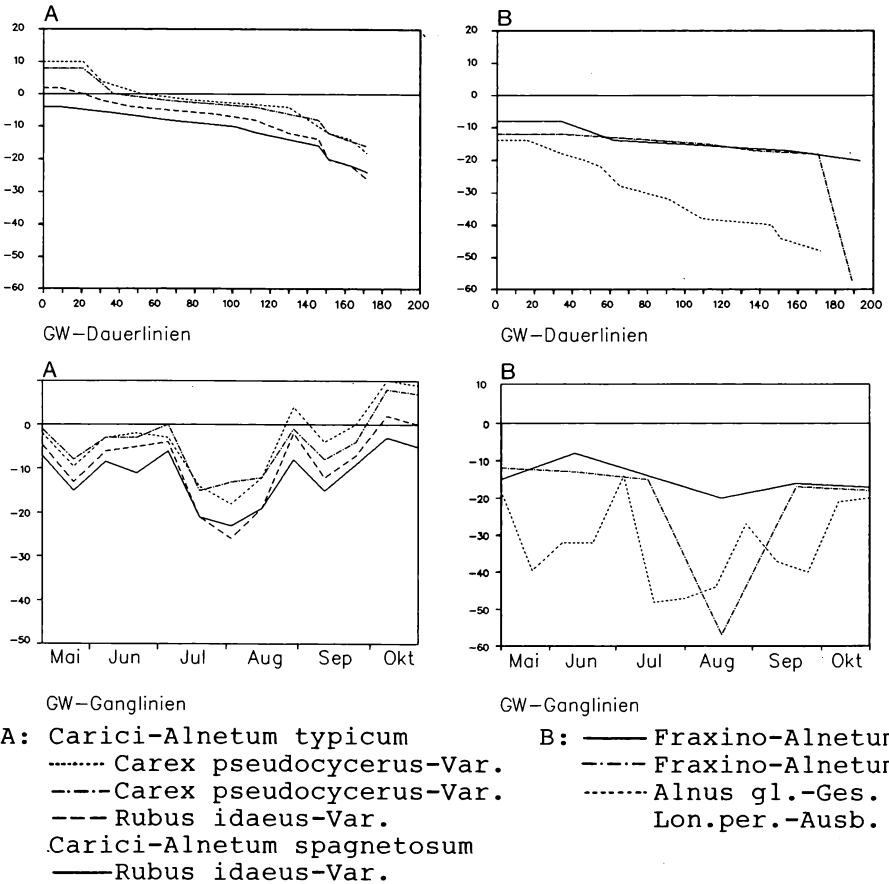 A
20
10
0
-10
-20
-30
-40
-50
-60
0 20 40 60 80 100 120 140 160 180 200
GW-Dauerlinien
B
20
10
0
-10
-20
-30
-40
-50
-60
0 20 40 60 80 100 120 140 160 180 200
GW-Dauerlinien
A
0
-10
-20
-30
-40
-50
Mai Jun Jul Aug Sep Okt
GW-Ganglinien
B
10
0
-10
-20
-30
-40
-50
-60
Mai Jun Jul Aug Sep Okt
GW-Ganglinien
A: Carici-Alnetum typicum
Carex pseudocycerus-Var.
Carex pseudocycerus-Var.
Rubus idaeus-Var.
Carici-Alnetum spagnetosum
Rubus idaeus-Var.
B: Fraxino-Alnetum
Fraxino-Alnetum
Alnus gl.-Ges.
Lon.per.-Ausb.